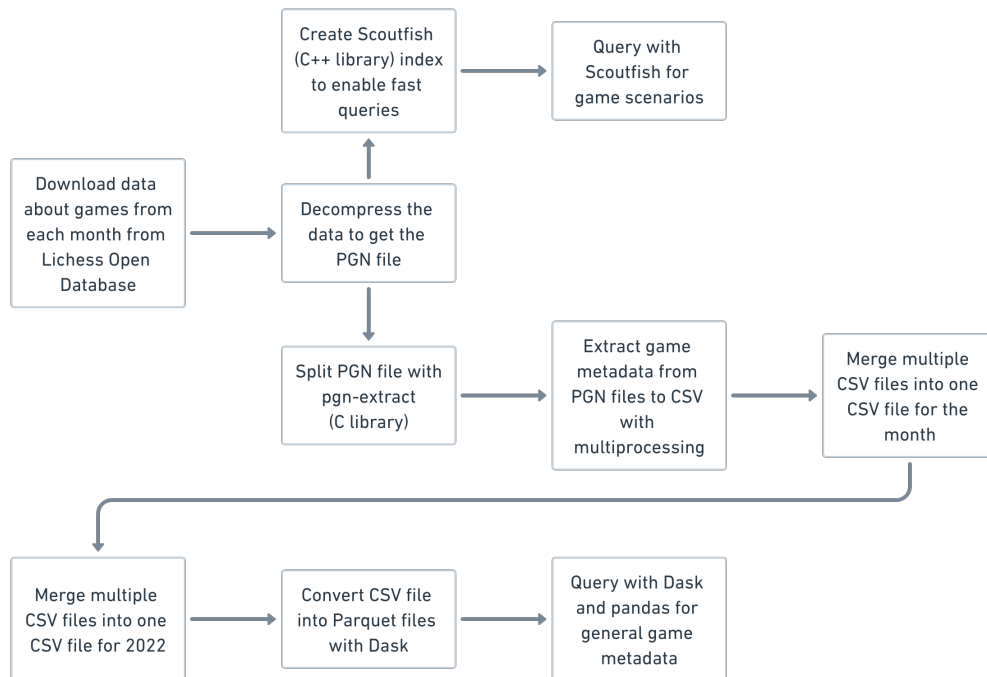 Create Scoutfish
(C++ library) index
to enable fast
queries
Query with
Scoutfish for
game scenarios
Download data
about games from
each month from
Lichess Open
Database
Decompress the
data to get the
PGN file
Split PGN file with
pgn-extract
(C library)
Extract game
metadata from
PGN files to CSV
with
multiprocessing
Merge multiple
CSV files into one
CSV file for the
month
Merge multiple
CSV files into one
CSV file for 2022
Convert CSV file
into Parquet files
with Dask
Query with Dask
and pandas for
general game
metadata